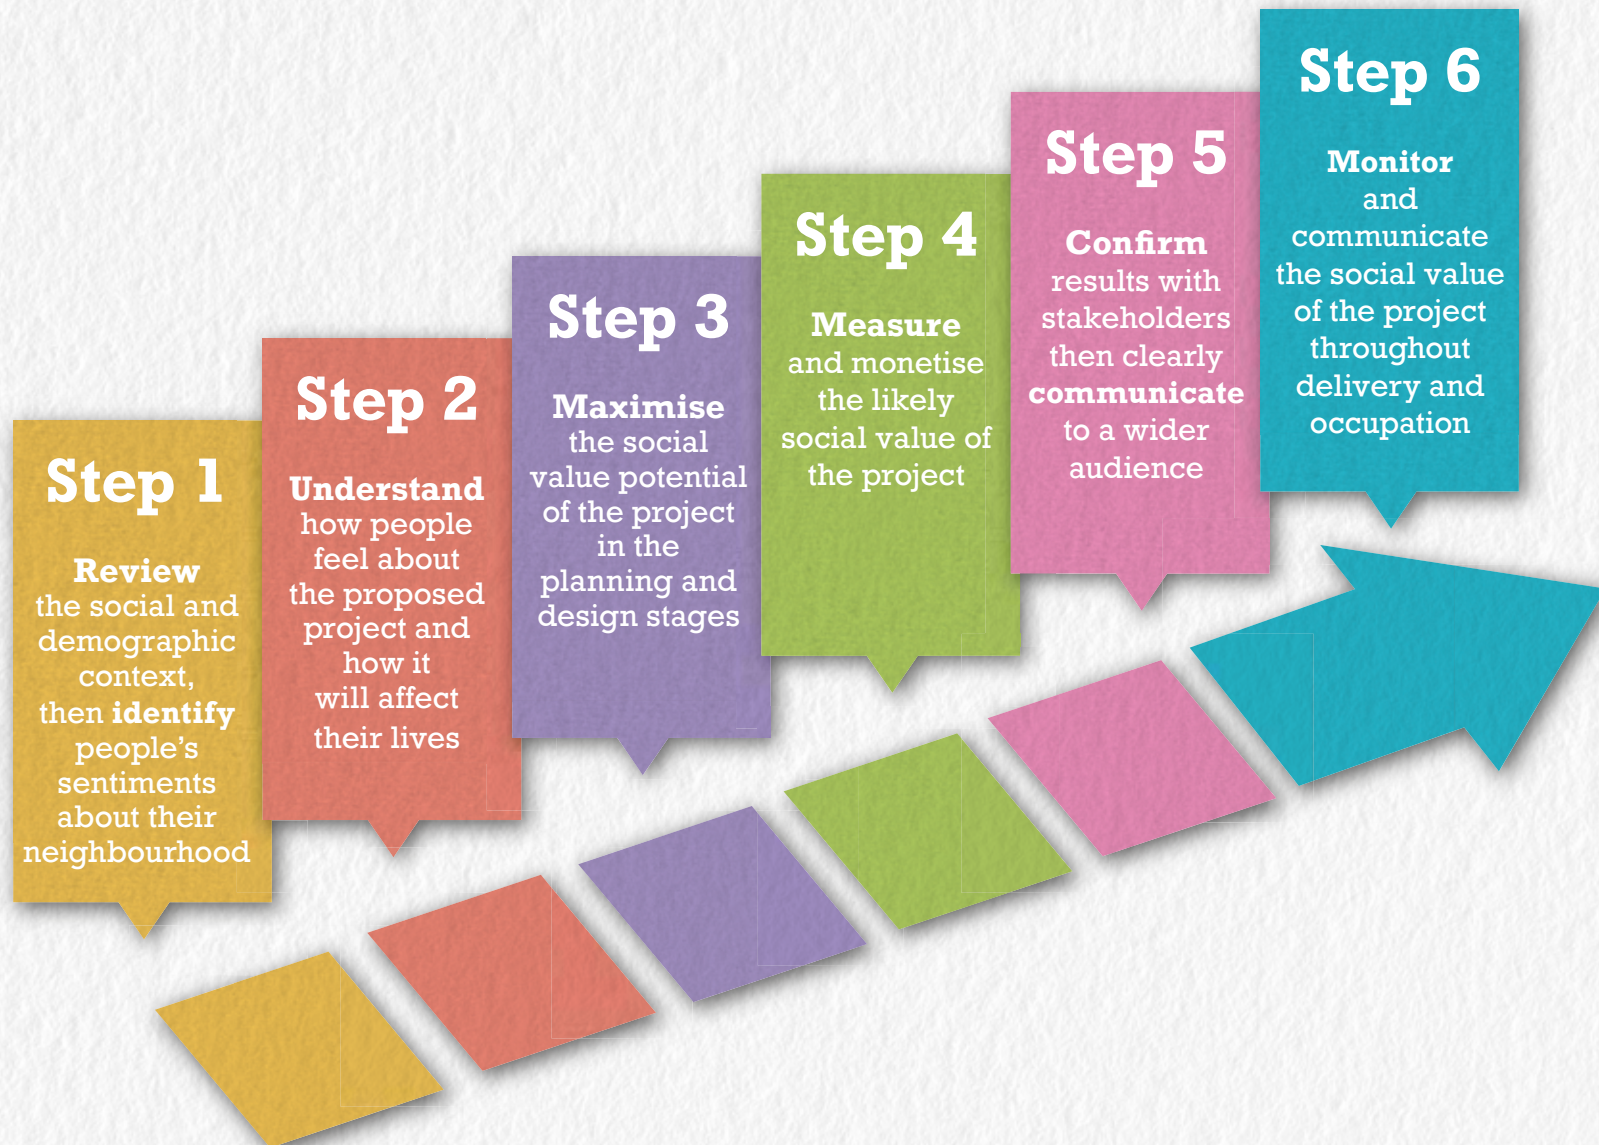 Step 1
Review
the social and
demographic
context,
then identify
people’s
sentiments
about their
neighbourhood
Step 2
Understand
how people
feel about
the proposed
project and
how it
will affect
their lives
Step 3
Maximise
the social
value potential
of the project
in the
planning and
design stages
Step 4
Measure
and monetise
the likely
social value of
the project
Step 5
Confirm
results with
stakeholders
then clearly
communicate
to a wider
audience
Step 6
Monitor
and
communicate
the social value
of the project
throughout
delivery and
occupation